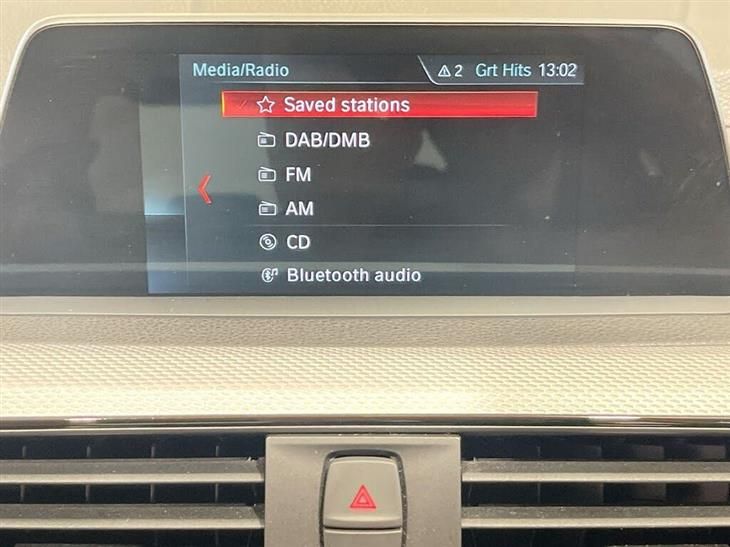 Media/Radio 2 Grt Hits 13:02
Saved stations
DAB/DMB
FM
AM
CD
Bluetooth audio